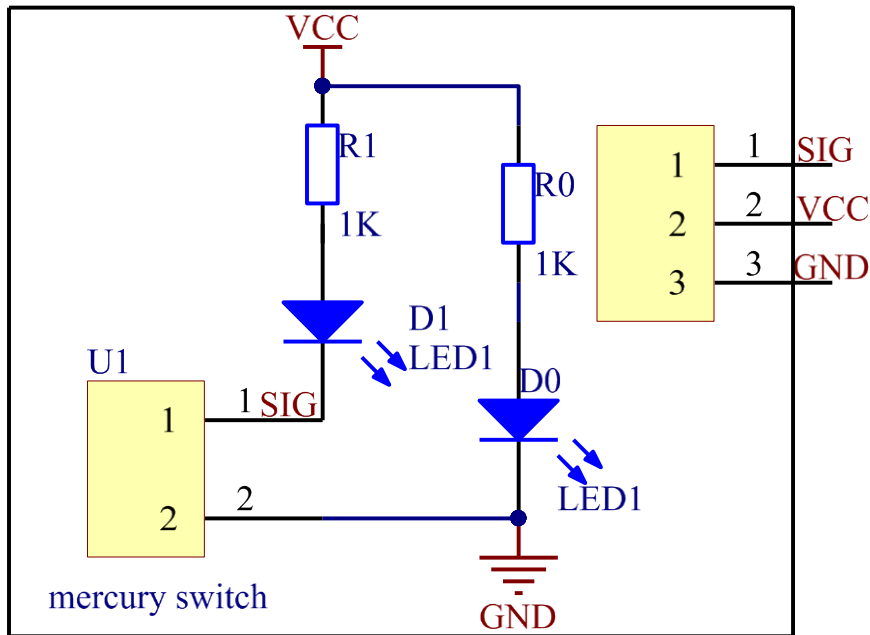 VCC
R1
1K
R0
1K
1 1 SIG
2 2 VCC
3 3 GND
D1
LED1
U1
1 1 SIG
D0
LED1
2 2
mercury switch
GND